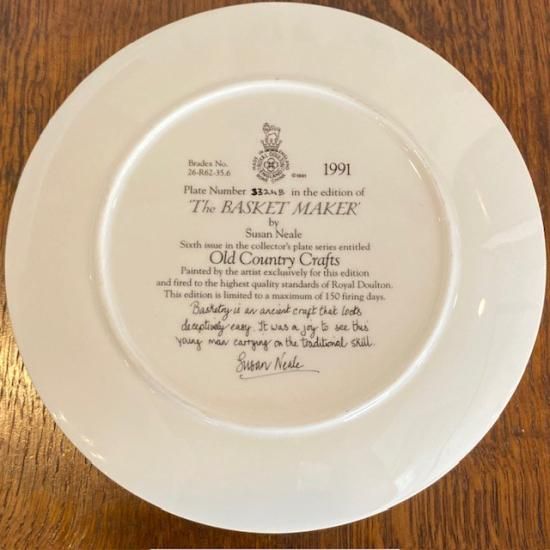 Bradex No.
26-R62-35.6
©1991
1991
Plate Number 3324B in the edition of
'The BASKET MAKER'
by
Susan Neale
Sixth issue in the collector's plate series entitled
Old Country Crafts
Painted by the artist exclusively for this edition
and fired to the highest quality standards of Royal Doulton.
This edition is limited to a maximum of 150 firing days.
Basketry is an ancient craft that looks
deceptively easy. It was a joy to see this
young man carrying on the traditional skill.
Susan Neale